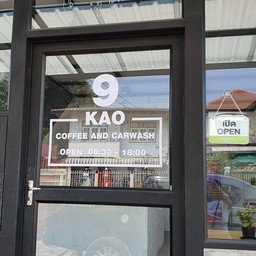 9
KAO
COFFEE AND CARWASH
OPEN 08:30 - 18:00
เปิด
OPEN